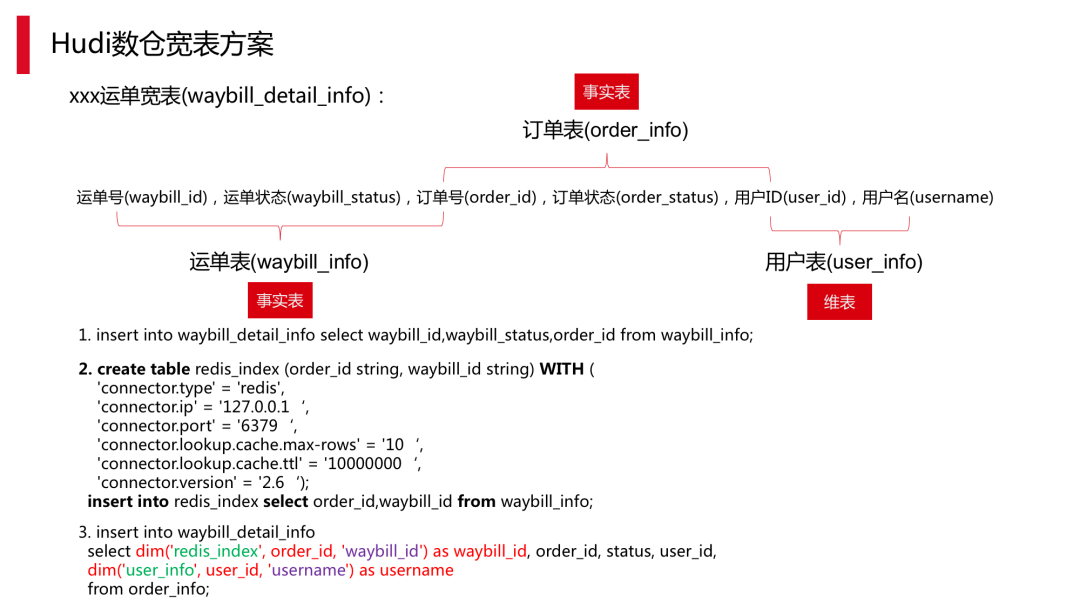 Hudi数仓宽表方案
xxx运单宽表(waybill_detail_info)：
事实表
订单表(order_info)
运单号(waybill_id)，运单状态(waybill_status)，订单号(order_id)，订单状态(order_status)，用户ID(user_id)，用户名(username)
运单表(waybill_info)
用户表(user_info)
事实表
维表
1. insert into waybill_detail_info select waybill_id,waybill_status,order_id from waybill_info;
2. create table redis_index (order_id string, waybill_id string) WITH (
'connector.type' = 'redis',
'connector.ip' = '127.0.0.1 ‘,
'connector.port' = '6379 ‘,
'connector.lookup.cache.max-rows' = '10 ‘,
'connector.lookup.cache.ttl' = '10000000 ‘,
'connector.version' = '2.6 ‘);
insert into redis_index select order_id,waybill_id from waybill_info;
3. insert into waybill_detail_info
select dim('redis_index', order_id, 'waybill_id') as waybill_id, order_id, status, user_id,
dim('user_info', user_id, 'username') as username
from order_info;